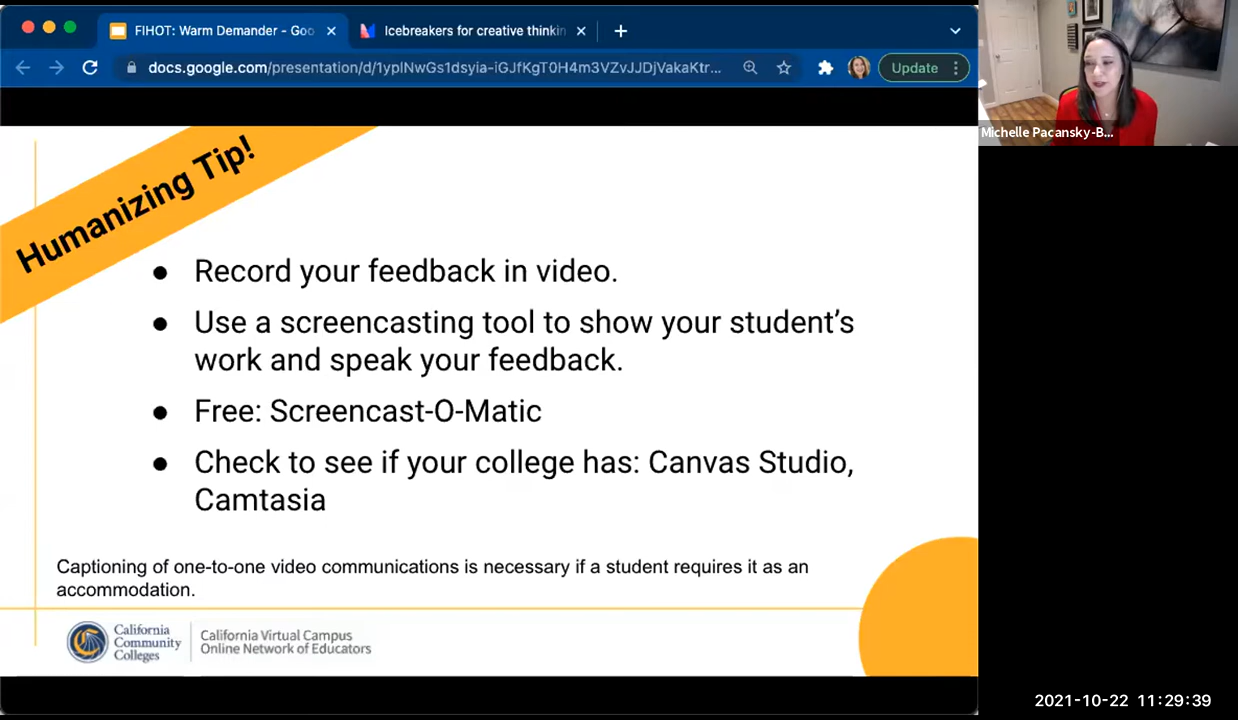 FIHOT: Warm Demander - Goo
Icebreakers for creative thinkin
docs.google.com/presentation/d/1yplNwGs1dsyia-iGJfKgT0H4m3VZvJJDjVakaKtr...
Update
Michelle Pacansky-B...
Humanizing Tip!
● Record your feedback in video.
● Use a screencasting tool to show your student's
work and speak your feedback.
● Free: Screencast-O-Matic
● Check to see if your college has: Canvas Studio,
Camtasia
Captioning of one-to-one video communications is necessary if a student requires it as an
accommodation.
California
Community
Colleges
California Virtual Campus
Online Network of Educators
2021-10-22 11:29:39